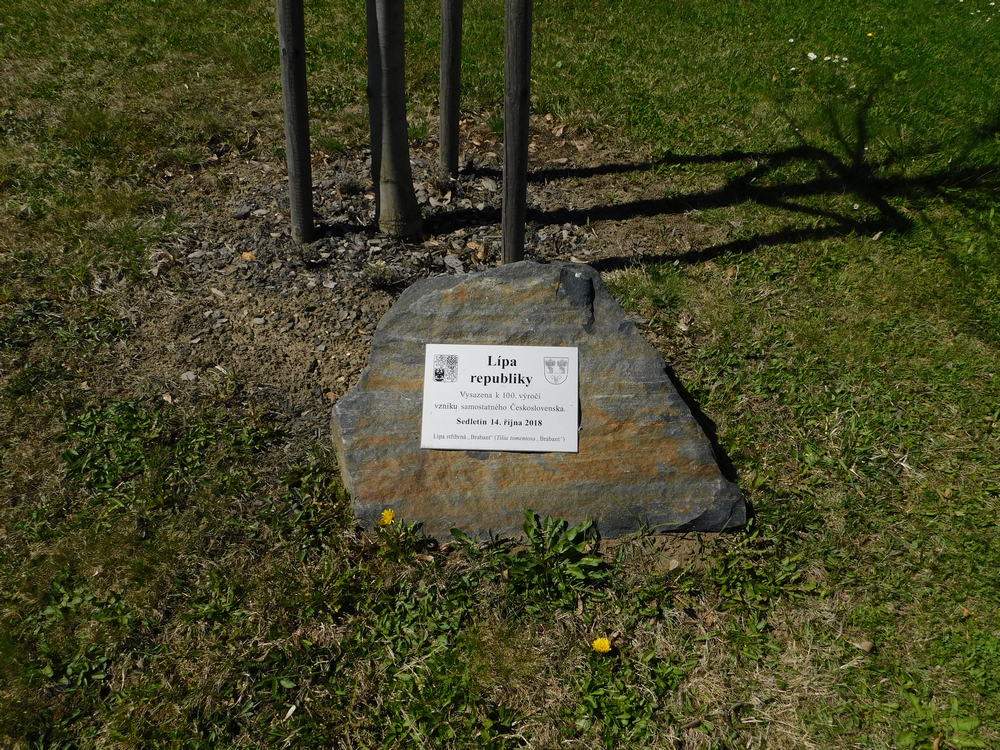 Lípa
republiky
Vysazena k 100. výročí
vzniku samostatného Československa.
Sedletín 14. října 2018
Lípa stříbrná „Brabant“ (Tilia tomentosa „Brabant“)